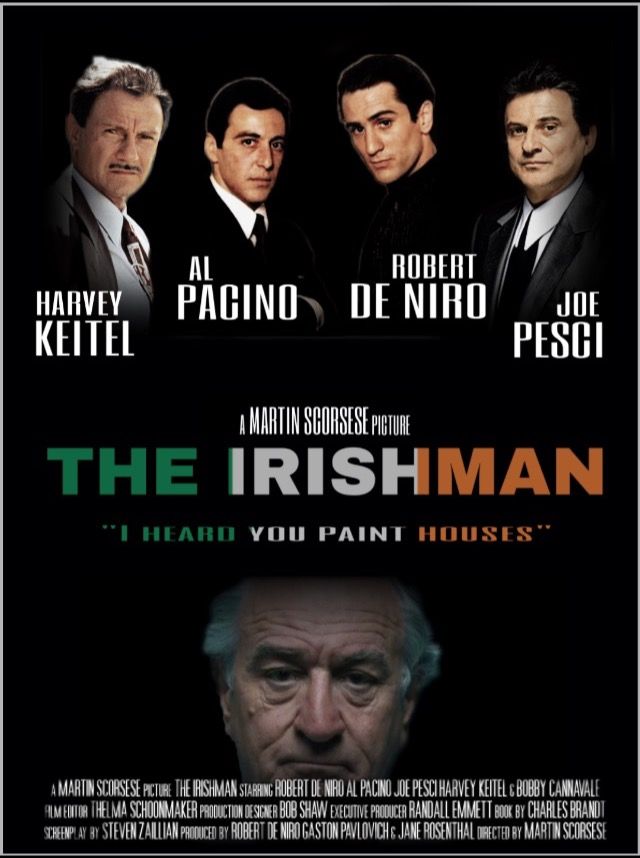 HARVEY
KEITEL
AL
PACINO
ROBERT
DE NIRO
JOE
PESCI
A MARTIN SCORSESE PICTURE
THE IRISHMAN
"I HEARD YOU PAINT HOUSES"
A MARTIN SCORSESE PICTURE THE IRISHMAN STARRING ROBERT DE NIRO AL PACINO JOE PESCI HARVEY KEITEL & BOBBY CANNAVALE
FILM EDITOR THELMA SCHOONMAKER PRODUCTION DESIGNER BOB SHAW EXECUTIVE PRODUCER RANDALL EMMETT BOOK BY CHARLES BRANDT
SCREENPLAY BY STEVEN ZAILLIAN PRODUCED BY ROBERT DE NIRO GASTON PAVLOVICH & JANE ROSENTHAL DIRECTED BY MARTIN SCORSESE